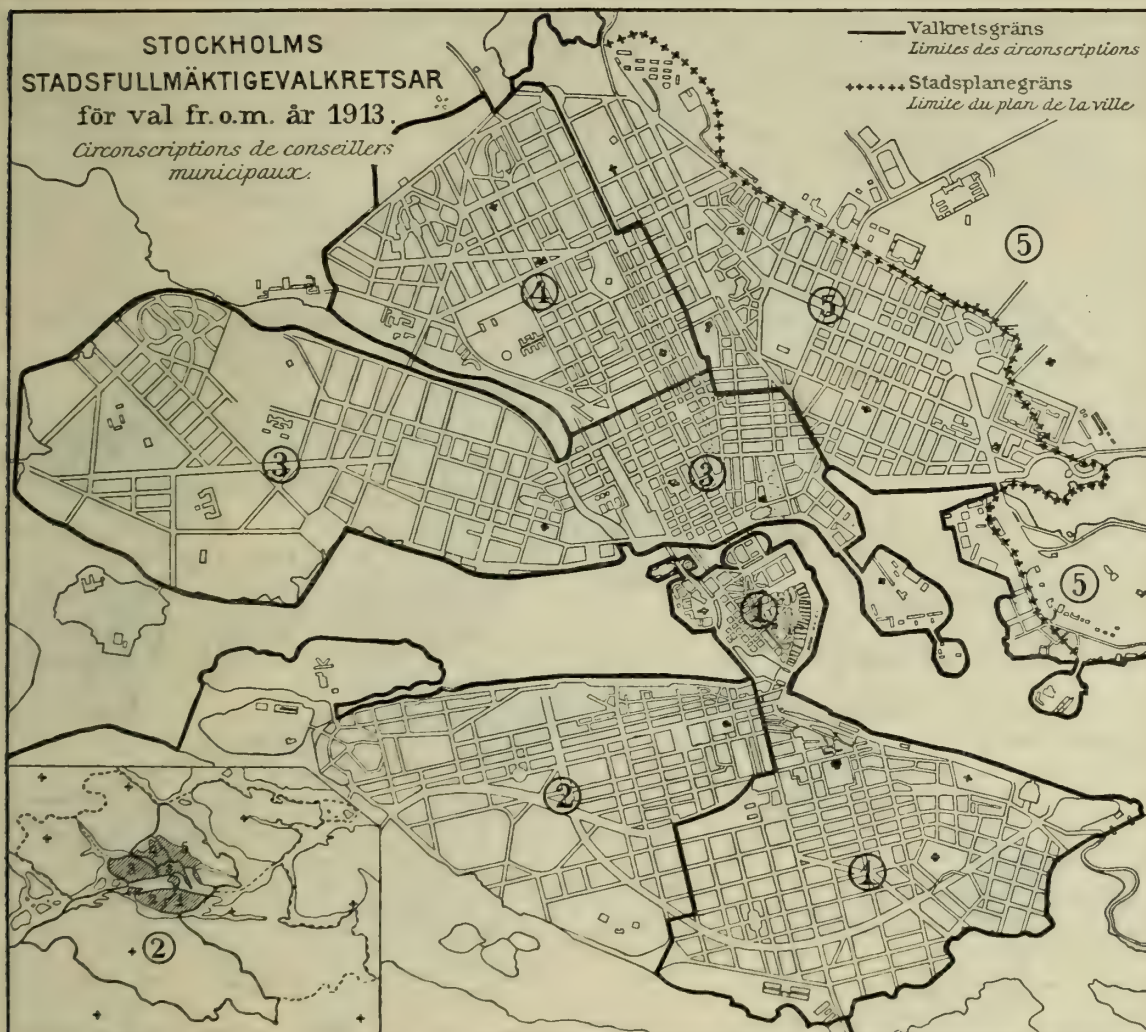 STOCKHOLMS
STADSFULLMÄKTIGEVALKRETSAR
för val fr.o.m. år 1913.
Circonscriptions de conseillers
municipaux.
Valkretsgräns
Limites des circonscriptions
Stadsplanegräns
Limite du plan de la ville
5
4
5
3
3
5
1
2
1
2